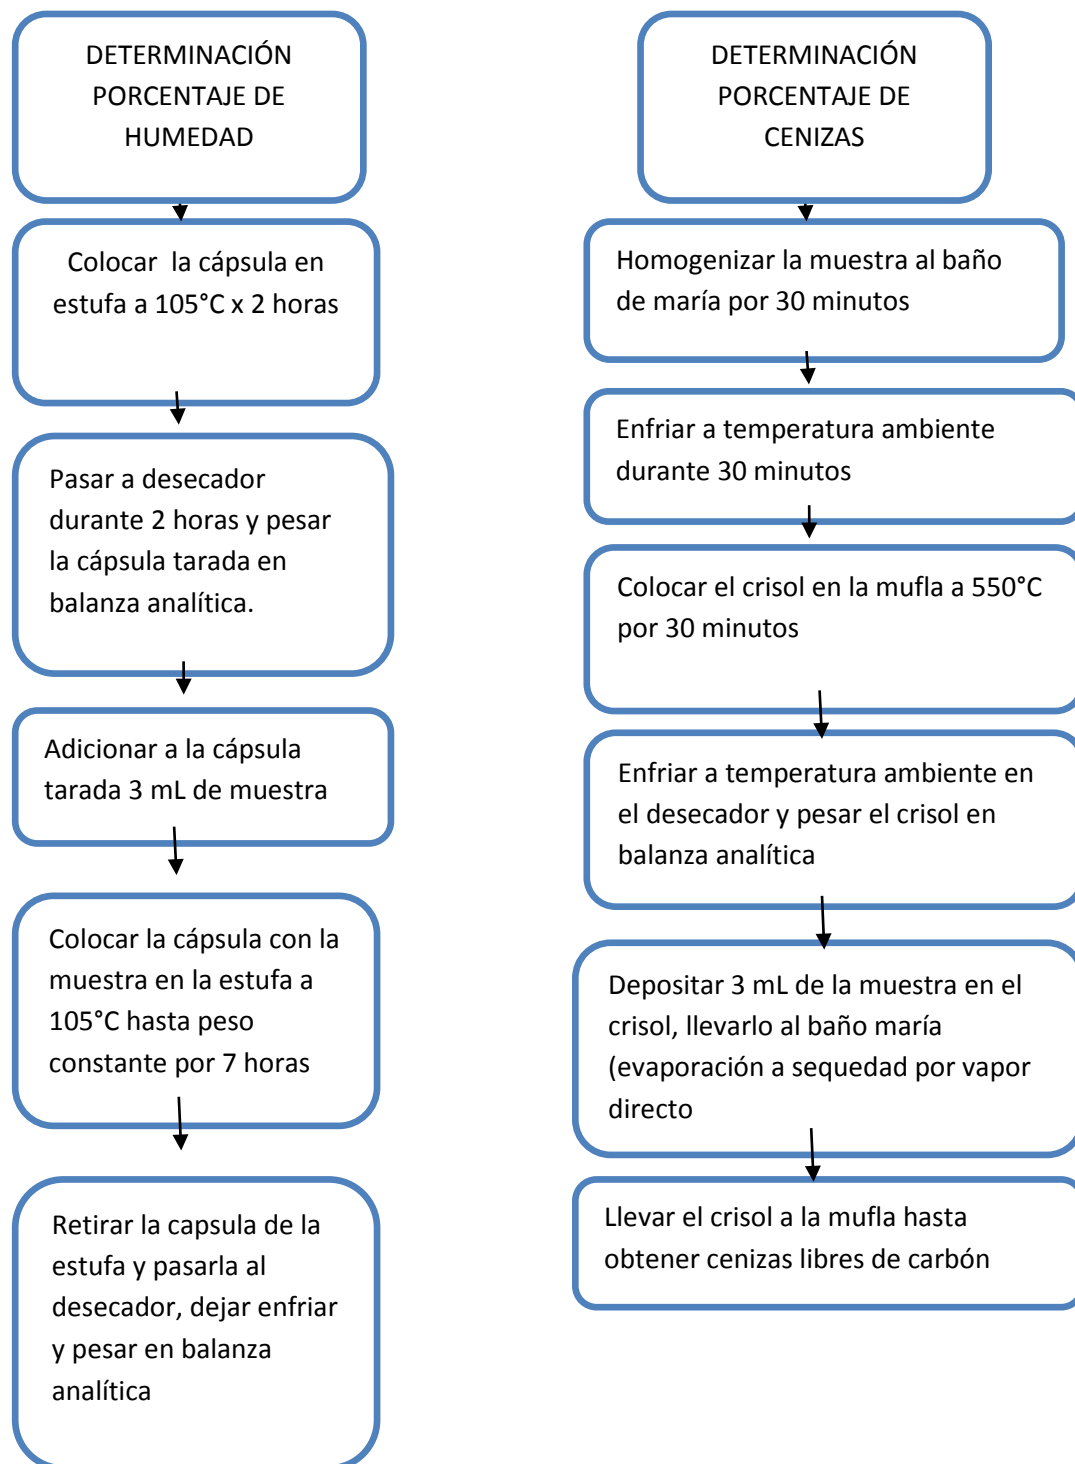 DETERMINACIÓN
PORCENTAJE DE
HUMEDAD
Colocar  la cápsula en
estufa a 105°C x 2 horas
Pasar a desecador
durante 2 horas y pesar
la cápsula tarada en
balanza analítica.
Adicionar a la cápsula
tarada 3 mL de muestra
Colocar la cápsula con la
muestra en la estufa a
105°C hasta peso
constante por 7 horas
Retirar la capsula de la
estufa y pasarla al
desecador, dejar enfriar
y pesar en balanza
analítica
DETERMINACIÓN
PORCENTAJE DE
CENIZAS
Homogenizar la muestra al baño
de maría por 30 minutos
Enfriar a temperatura ambiente
durante 30 minutos
Colocar el crisol en la mufla a 550°C
por 30 minutos
Enfriar a temperatura ambiente en
el desecador y pesar el crisol en
balanza analítica
Depositar 3 mL de la muestra en el
crisol, llevarlo al baño maría
(evaporación a sequedad por vapor
directo
Llevar el crisol a la mufla hasta
obtener cenizas libres de carbón